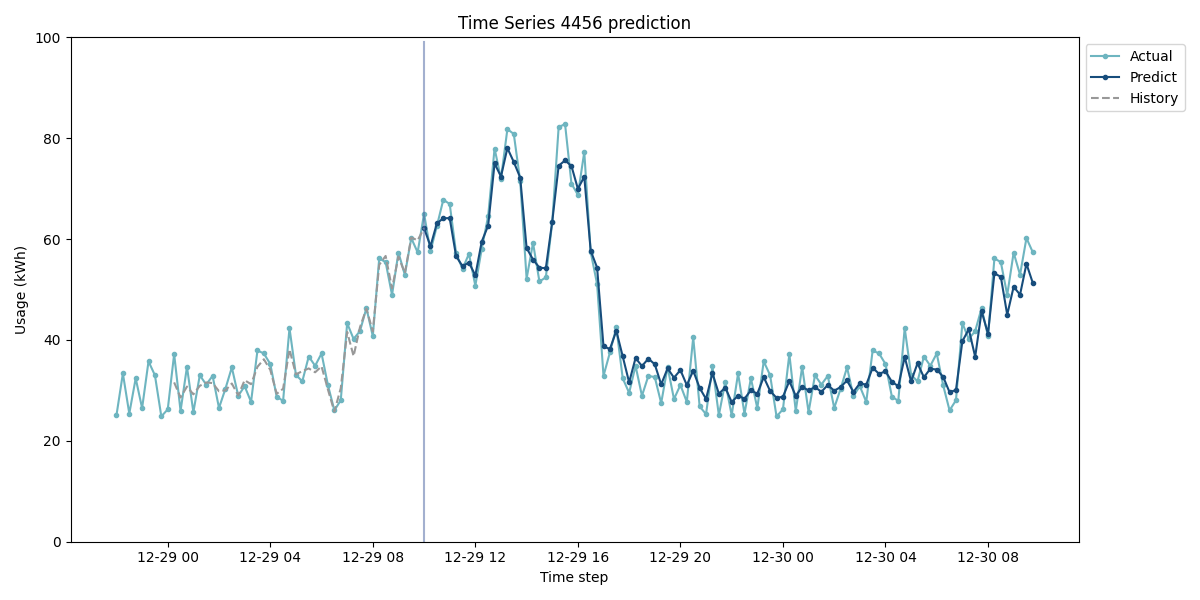 Time Series 4456 prediction
100
80
60
40
20
0
Usage (kWh)
12-29 00
12-29 04
12-29 08
12-29 12
12-29 16
12-29 20
12-30 00
12-30 04
12-30 08
Time step
Actual
Predict
History